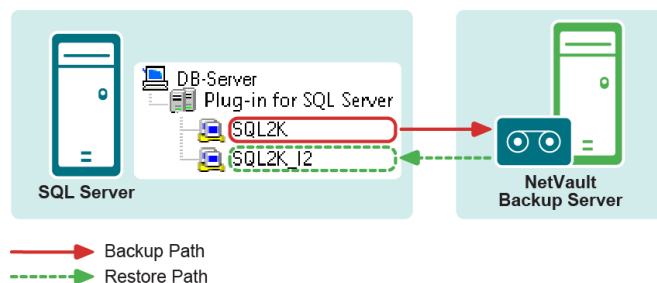 DB-Server
Plug-in for SQL Server
SQL2K
SQL2K_I2
SQL Server
NetVault
Backup Server
Backup Path
Restore Path